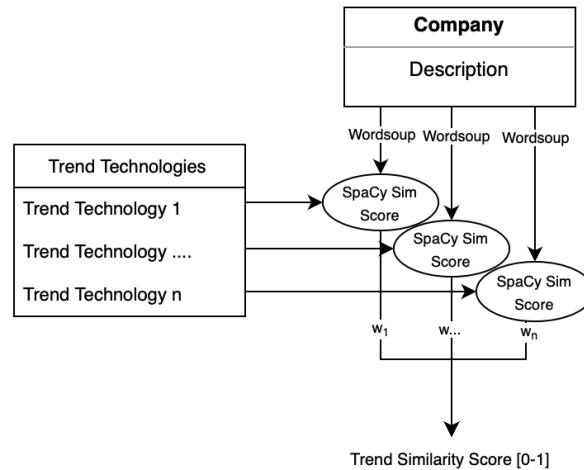 Company
Description
Wordsoup Wordsoup Wordsoup
Trend Technologies
Trend Technology 1
Trend Technology ....
Trend Technology n
SpaCy Sim
Score
SpaCy Sim
Score
SpaCy Sim
Score
w₁ w... wₙ
Trend Similarity Score [0-1]